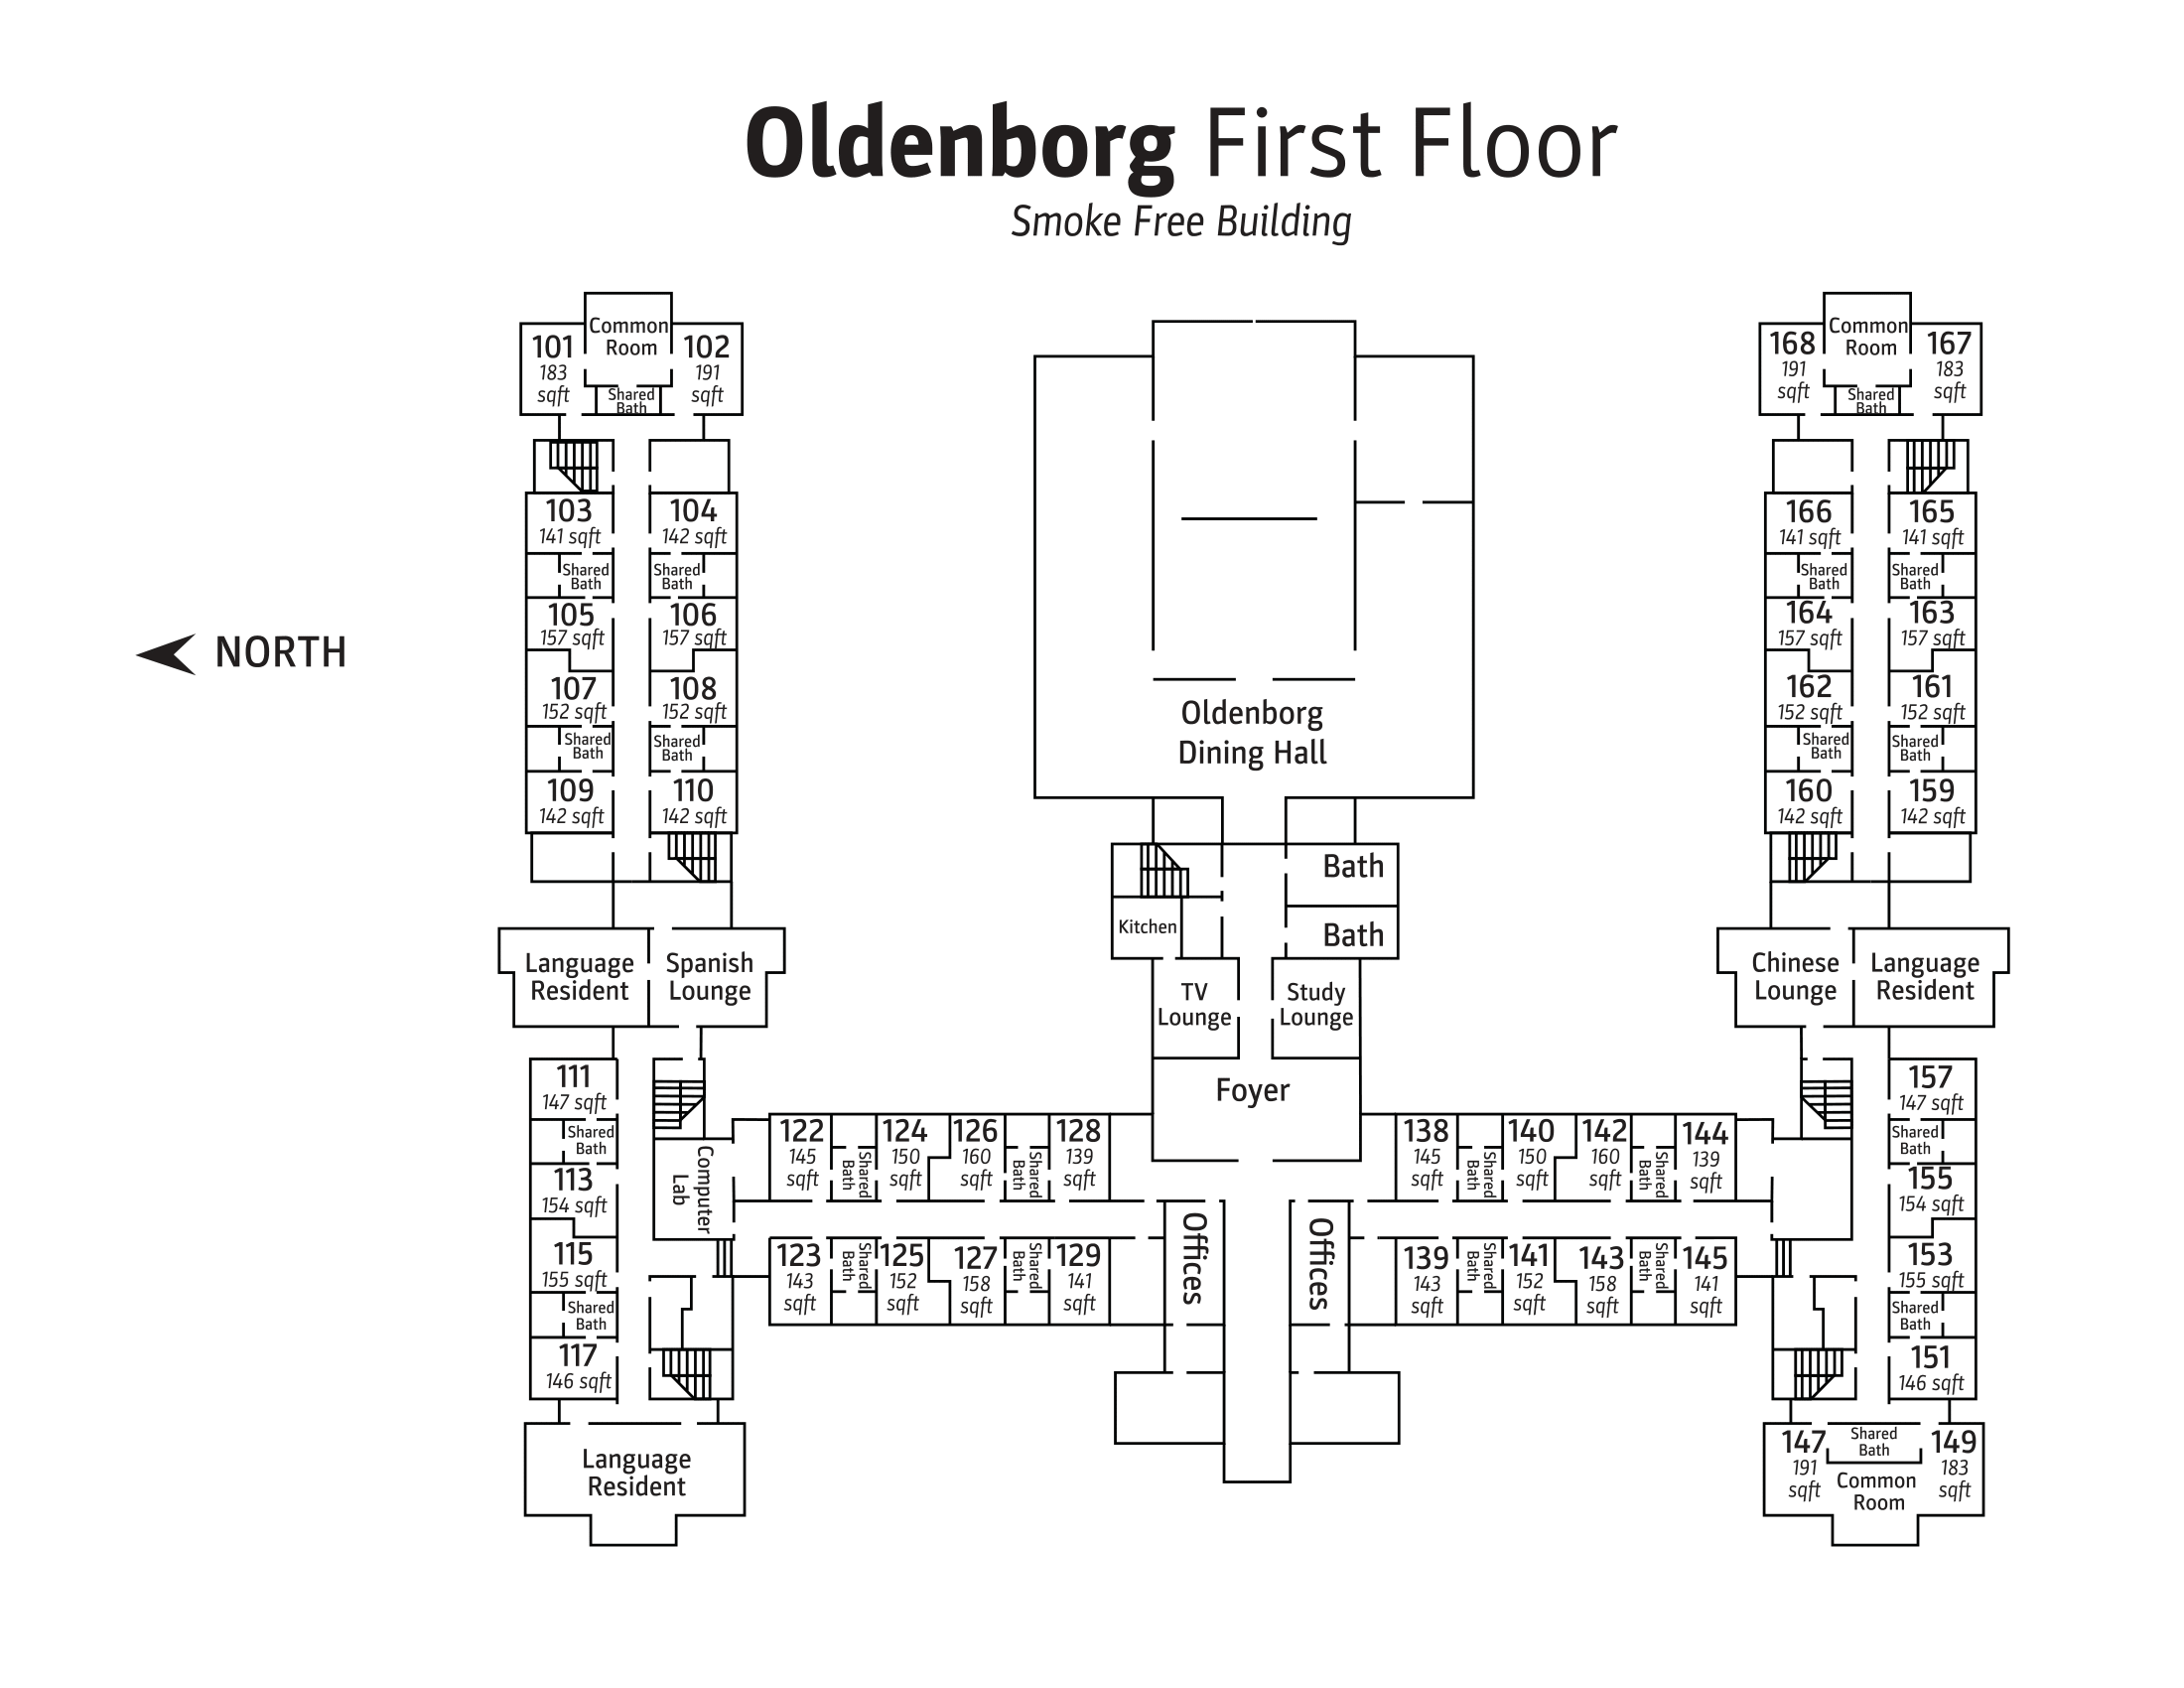 Oldenborg First Floor
Smoke Free Building
NORTH
101
183
sqft
Common
Room
102
191
sqft
Shared
Bath
103
141 sqft
104
142 sqft
Shared
Bath
Shared
Bath
105
157 sqft
106
157 sqft
107
152 sqft
108
152 sqft
Shared
Bath
Shared
Bath
109
142 sqft
110
142 sqft
Language
Resident
Spanish
Lounge
111
147 sqft
Shared
Bath
113
154 sqft
115
155 sqft
Shared
Bath
117
146 sqft
Computer
Lab
Language
Resident
Oldenborg
Dining Hall
Bath
Kitchen
Bath
TV
Lounge
Study
Lounge
Foyer
122
145
sqft
Shared
Bath
124
150
sqft
126
160
sqft
Shared
Bath
128
139
sqft
123
143
sqft
Shared
Bath
125
152
sqft
127
158
sqft
Shared
Bath
129
141
sqft
Offices
Offices
138
145
sqft
Shared
Bath
140
150
sqft
142
160
sqft
Shared
Bath
144
139
sqft
139
143
sqft
Shared
Bath
141
152
sqft
143
158
sqft
Shared
Bath
145
141
sqft
168
191
sqft
Common
Room
167
183
sqft
Shared
Bath
166
141 sqft
165
141 sqft
Shared
Bath
Shared
Bath
164
157 sqft
163
157 sqft
162
152 sqft
161
152 sqft
Shared
Bath
Shared
Bath
160
142 sqft
159
142 sqft
Chinese
Lounge
Language
Resident
157
147 sqft
Shared
Bath
155
154 sqft
153
155 sqft
Shared
Bath
151
146 sqft
147
191
sqft
Shared
Bath
Common
Room
149
183
sqft